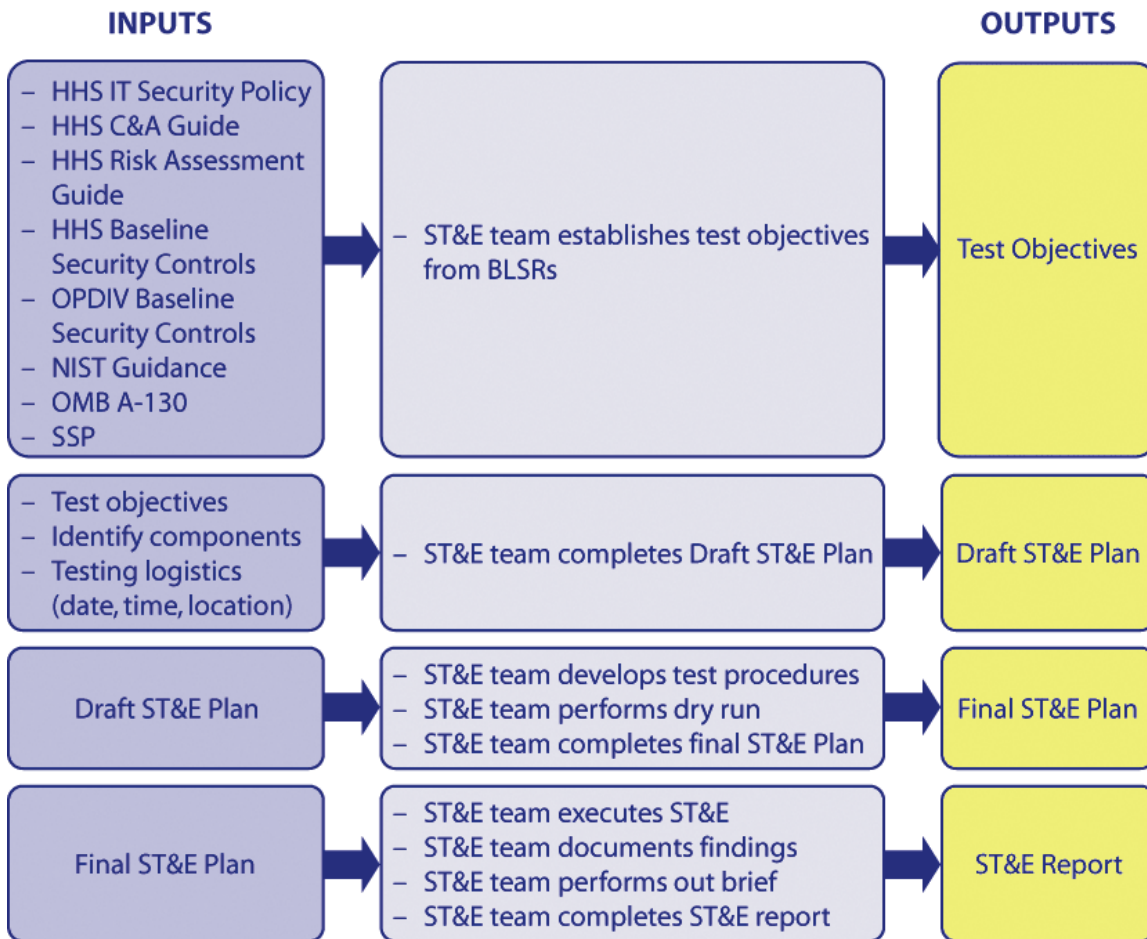 INPUTS
OUTPUTS
– HHS IT Security Policy
– HHS C&A Guide
– HHS Risk Assessment
Guide
– HHS Baseline
Security Controls
– OPDIV Baseline
Security Controls
– NIST Guidance
– OMB A-130
– SSP
– ST&E team establishes test objectives
from BLSRs
Test Objectives
– Test objectives
– Identify components
– Testing logistics
(date, time, location)
– ST&E team completes Draft ST&E Plan
Draft ST&E Plan
Draft ST&E Plan
– ST&E team develops test procedures
– ST&E team performs dry run
– ST&E team completes final ST&E Plan
Final ST&E Plan
Final ST&E Plan
– ST&E team executes ST&E
– ST&E team documents findings
– ST&E team performs out brief
– ST&E team completes ST&E report
ST&E Report